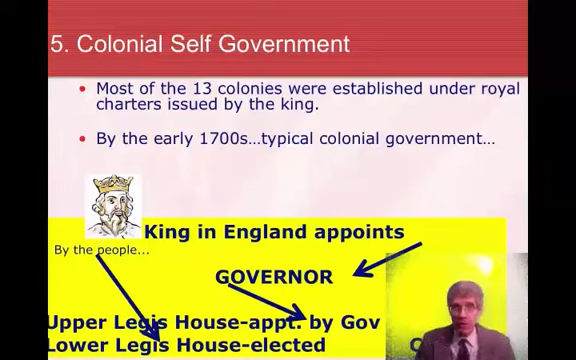 5. Colonial Self Government
Most of the 13 colonies were established under royal
charters issued by the king.
By the early 1700s…typical colonial government…
King in England appoints
By the people...
GOVERNOR
Upper Legis House-appt. by Gov
Lower Legis House-elected